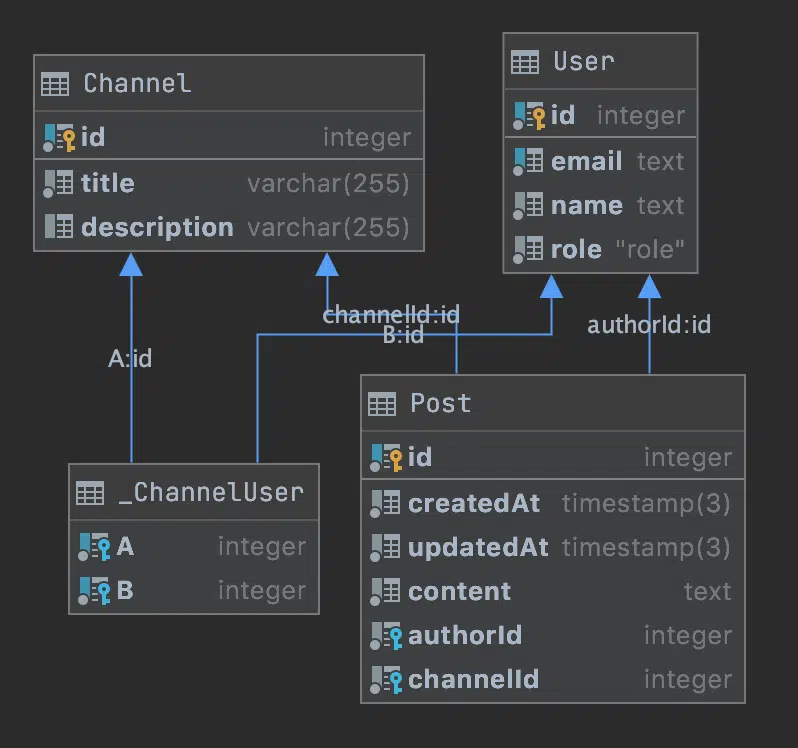 Channel
id integer
title varchar(255)
description varchar(255)
User
id integer
email text
name text
role "role"
channelId:id
B:id
authorId:id
A:id
_ChannelUser
A integer
B integer
Post
id integer
createdAt timestamp(3)
updatedAt timestamp(3)
content text
authorId integer
channelId integer